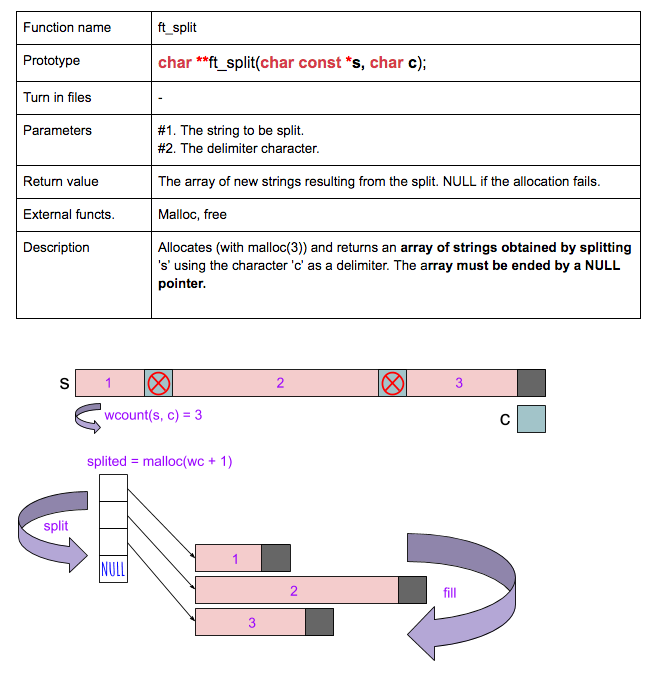 Function name
ft_split
Prototype
char **ft_split(char const *s, char c);
Turn in files
-
Parameters
#1. The string to be split.
#2. The delimiter character.
Return value
The array of new strings resulting from the split. NULL if the allocation fails.
External functs.
Malloc, free
Description
Allocates (with malloc(3)) and returns an array of strings obtained by splitting
's' using the character 'c' as a delimiter. The array must be ended by a NULL
pointer.
S 1 2 3
wcount(s, c) = 3
C
splited = malloc(wc + 1)
split
NULL
1
2
fill
3